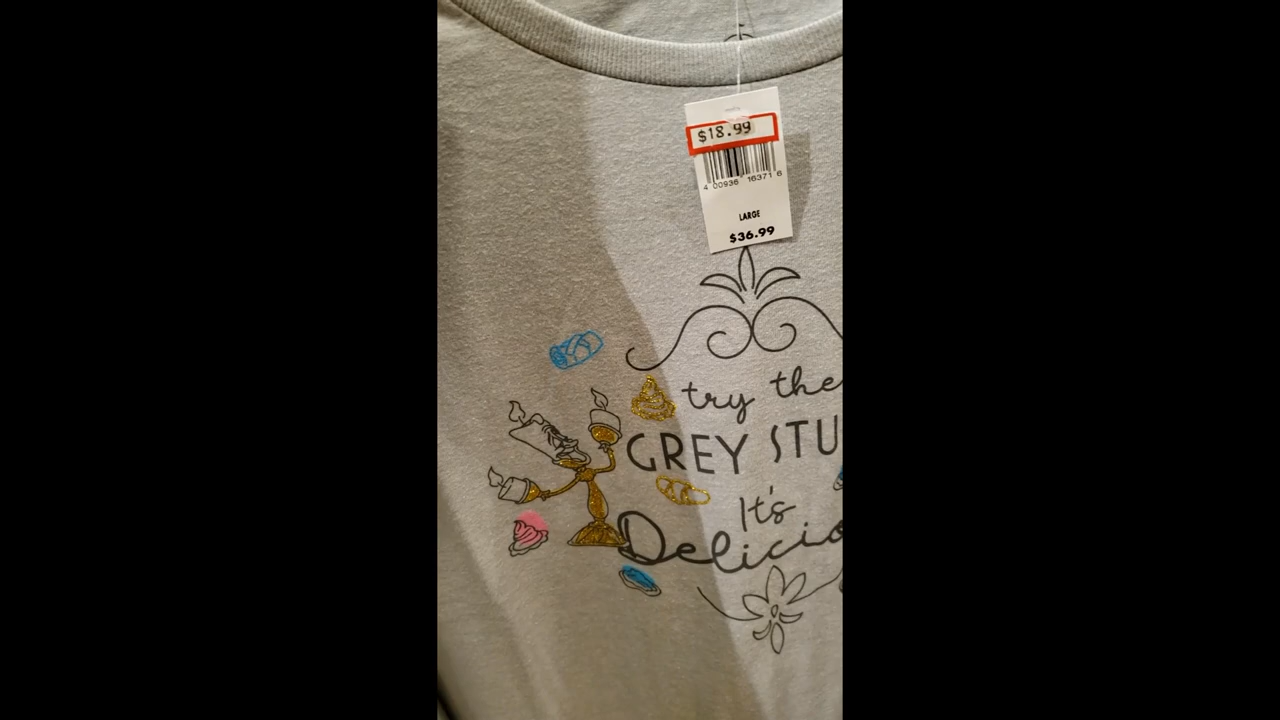 $18.99
4 00936 16371 6
LARGE
$36.99
try the
GREY STU
It's
Delicio